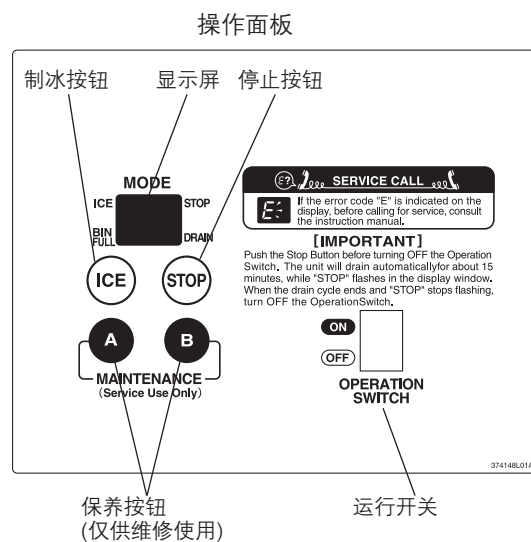 操作面板
制冰按钮
显示屏
停止按钮
MODE
ICE
STOP
BIN
FULL
DRAIN
ICE
STOP
A
B
MAINTENANCE
(Service Use Only)
E?
SERVICE CALL
E
If the error code "E" is indicated on the
display, before calling for service, consult
the instruction manual.
[IMPORTANT]
Push the Stop Button before turning OFF the Operation
Switch. The unit will drain automaticallyfor about 15
minutes, while "STOP" flashes in the display window.
When the drain cycle ends and "STOP" stops flashing,
turn OFF the OperationSwitch.
ON
OFF
OPERATION
SWITCH
374148L01A
保养按钮
(仅供维修使用)
运行开关